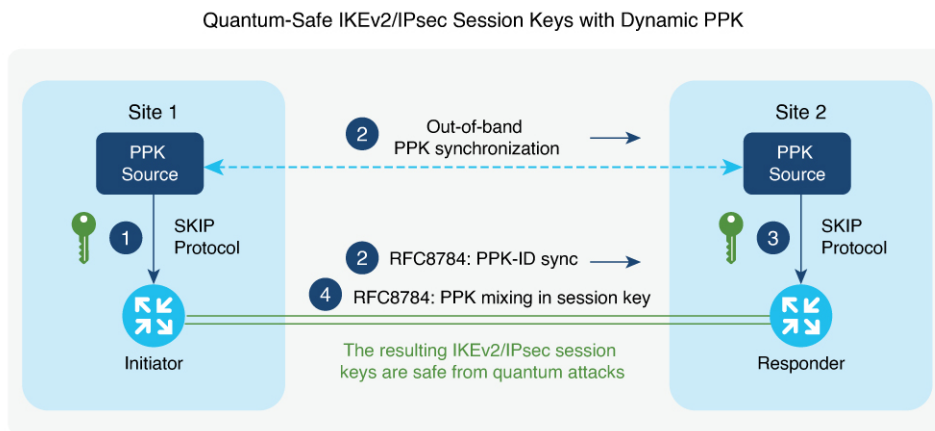 Quantum-Safe IKEv2/IPsec Session Keys with Dynamic PPK
Site 1
PPK
Source
1
SKIP
Protocol
Initiator
2
Out-of-band
PPK synchronization
2
RFC8784: PPK-ID sync
4
RFC8784: PPK mixing in session key
The resulting IKEv2/IPsec session
keys are safe from quantum attacks
Site 2
PPK
Source
3
SKIP
Protocol
Responder